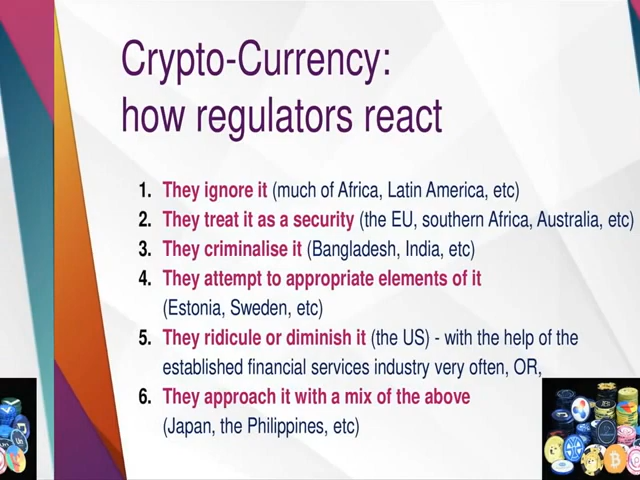 Crypto-Currency:
how regulators react
1. They ignore it (much of Africa, Latin America, etc)
2. They treat it as a security (the EU, southern Africa, Australia, etc)
3. They criminalise it (Bangladesh, India, etc)
4. They attempt to appropriate elements of it
(Estonia, Sweden, etc)
5. They ridicule or diminish it (the US) - with the help of the
established financial services industry very often, OR,
6. They approach it with a mix of the above
(Japan, the Philippines, etc)